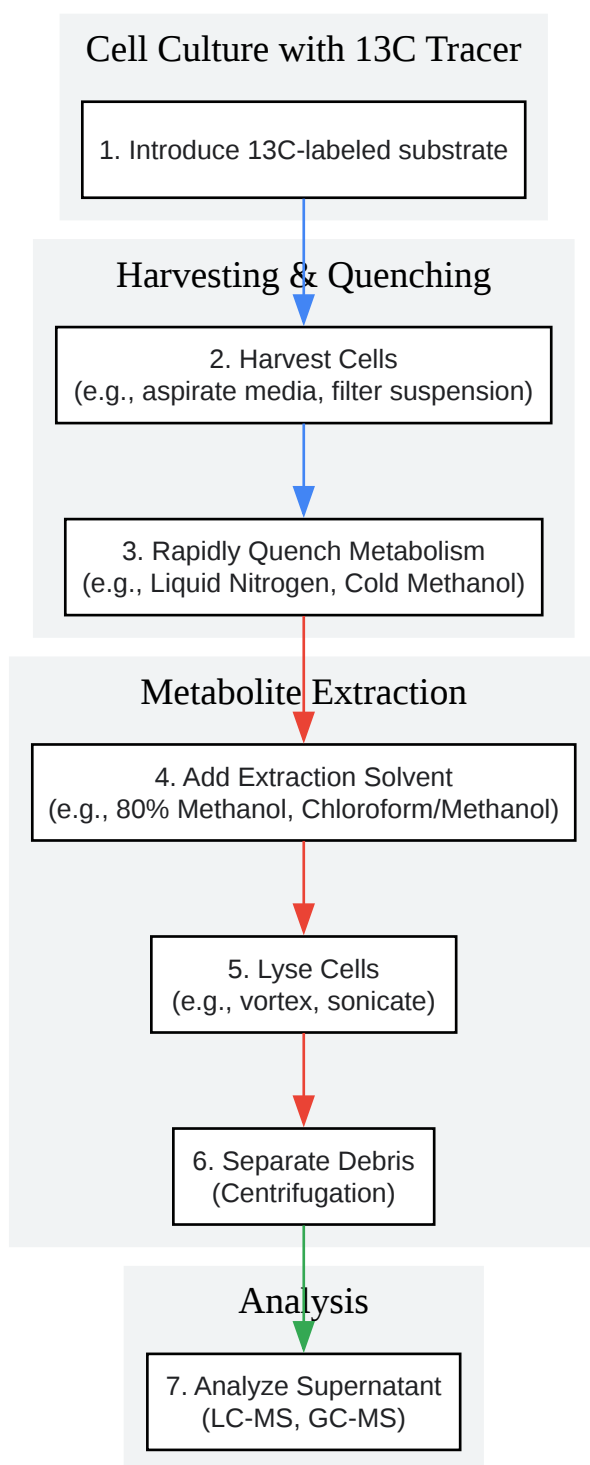 Cell Culture with 13C Tracer
1. Introduce 13C-labeled substrate
Harvesting & Quenching
2. Harvest Cells
(e.g., aspirate media, filter suspension)
3. Rapidly Quench Metabolism
(e.g., Liquid Nitrogen, Cold Methanol)
Metabolite Extraction
4. Add Extraction Solvent
(e.g., 80% Methanol, Chloroform/Methanol)
5. Lyse Cells
(e.g., vortex, sonicate)
6. Separate Debris
(Centrifugation)
Analysis
7. Analyze Supernatant
(LC-MS, GC-MS)